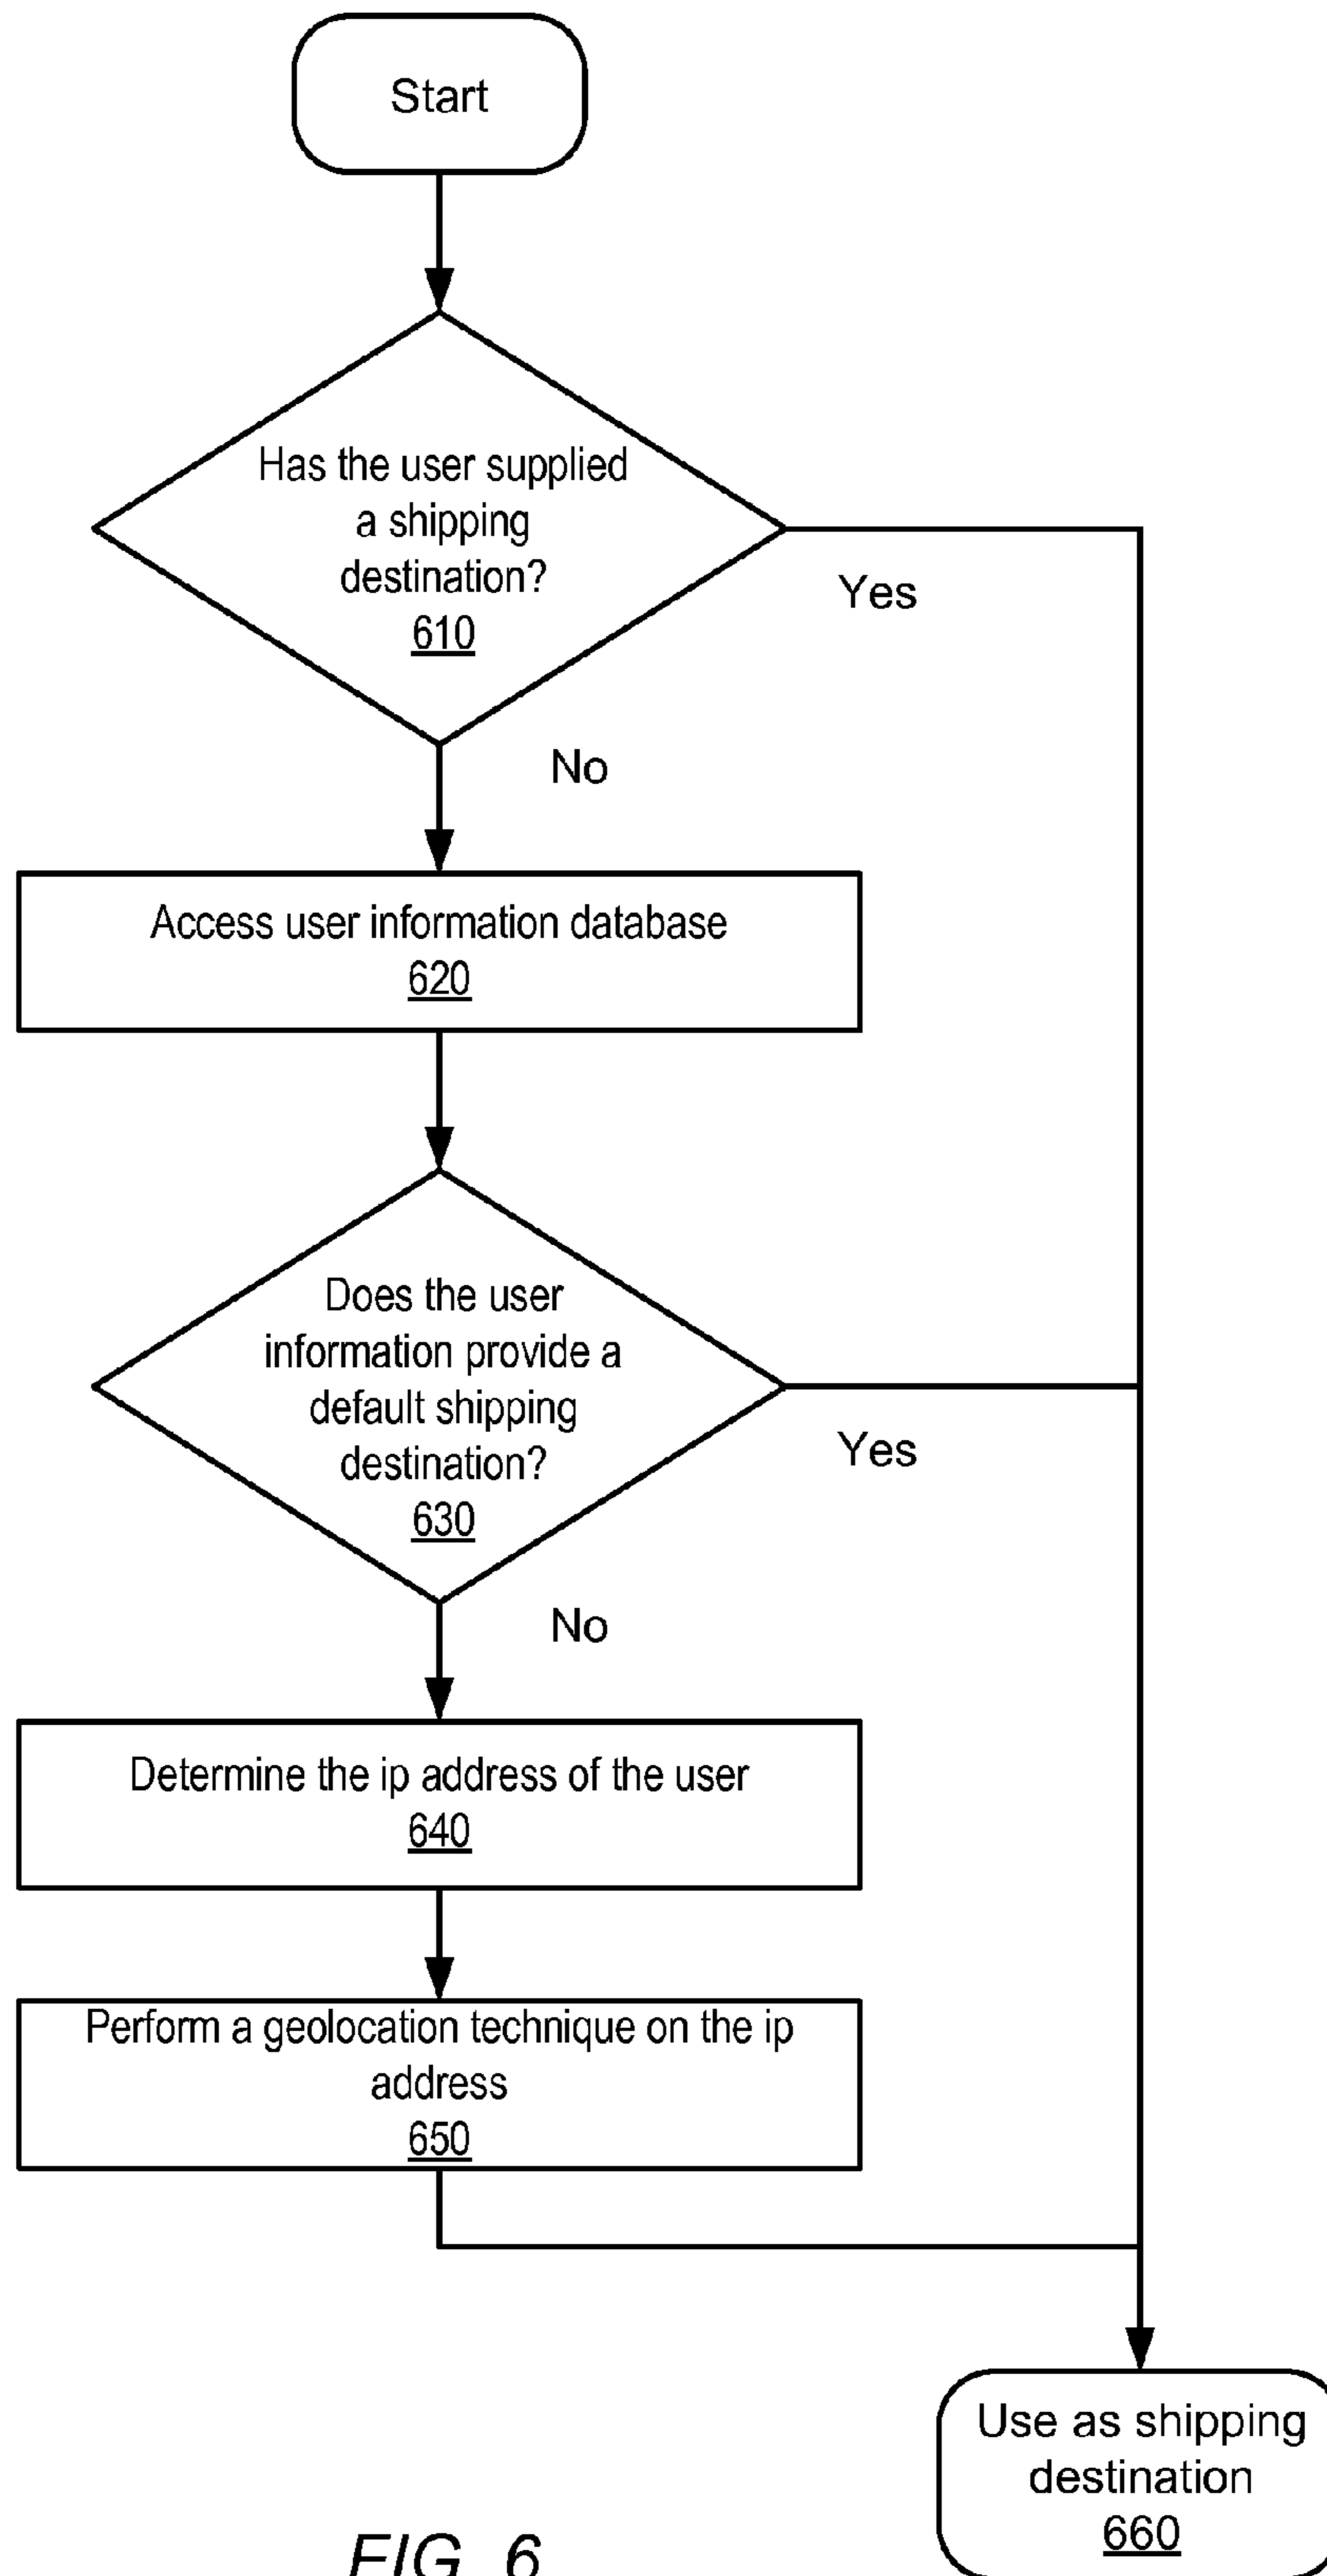 Start
Has the user supplied
a shipping
destination?
610
Yes
No
Access user information database
620
Does the user
information provide a
default shipping
destination?
630
Yes
No
Determine the ip address of the user
640
Perform a geolocation technique on the ip
address
650
Use as shipping
destination
660
FIG. 6